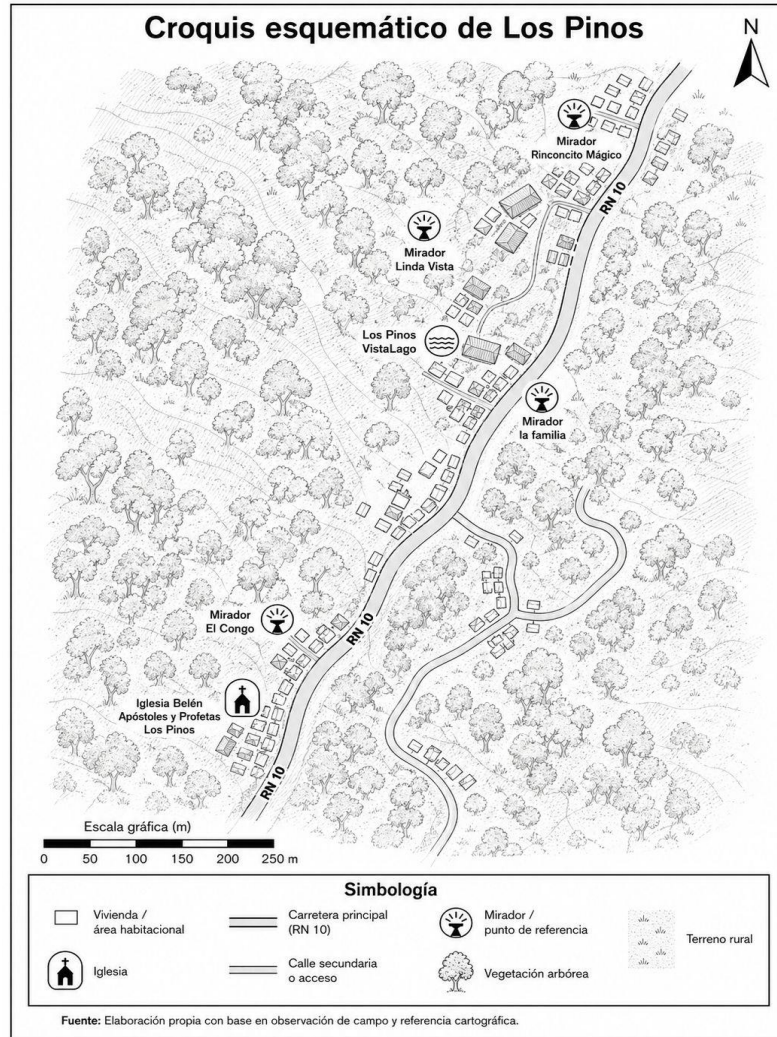 Croquis esquemático de Los Pinos
N
Mirador
Rinconcito Mágico
RN 10
Mirador
Linda Vista
Los Pinos
VistaLago
Mirador
la familia
Mirador
El Congo
RN 10
Iglesia Belén
Apóstoles y Profetas
Los Pinos
RN 10
Escala gráfica (m)
0 50 100 150 200 250 m
Simbología
Vivienda /
área habitacional
Carretera principal
(RN 10)
Mirador /
punto de referencia
Terreno rural
Iglesia
Calle secundaria
o acceso
Vegetación arbórea
Fuente: Elaboración propia con base en observación de campo y referencia cartográfica.